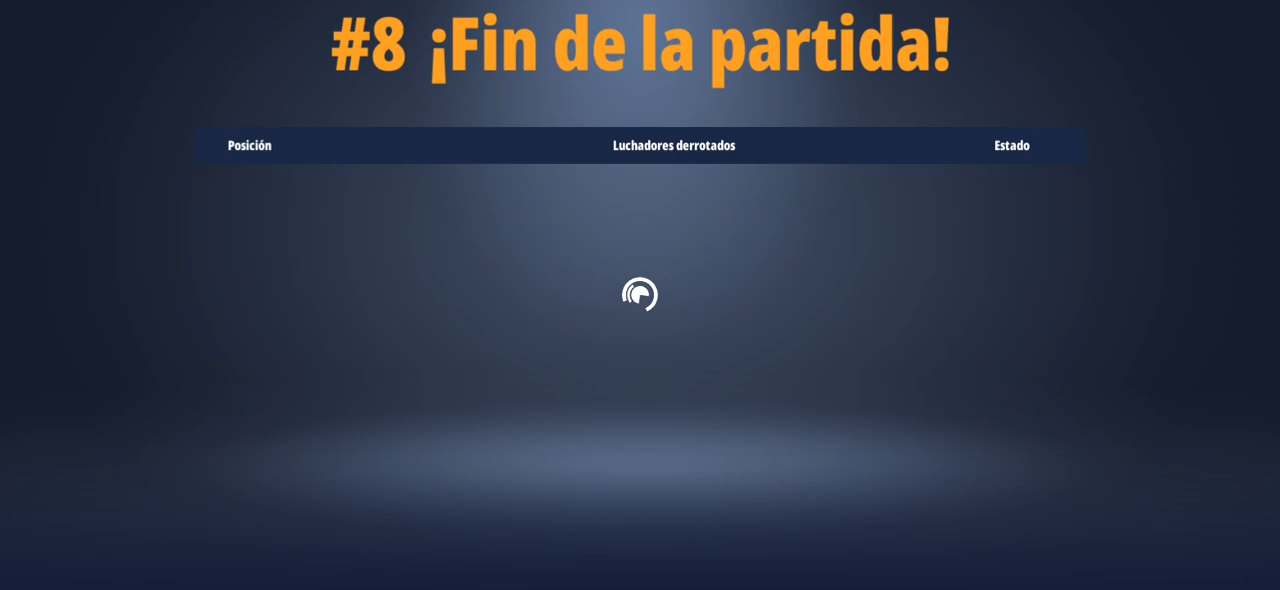 #8 ¡Fin de la partida!
Posición Luchadores derrotados Estado